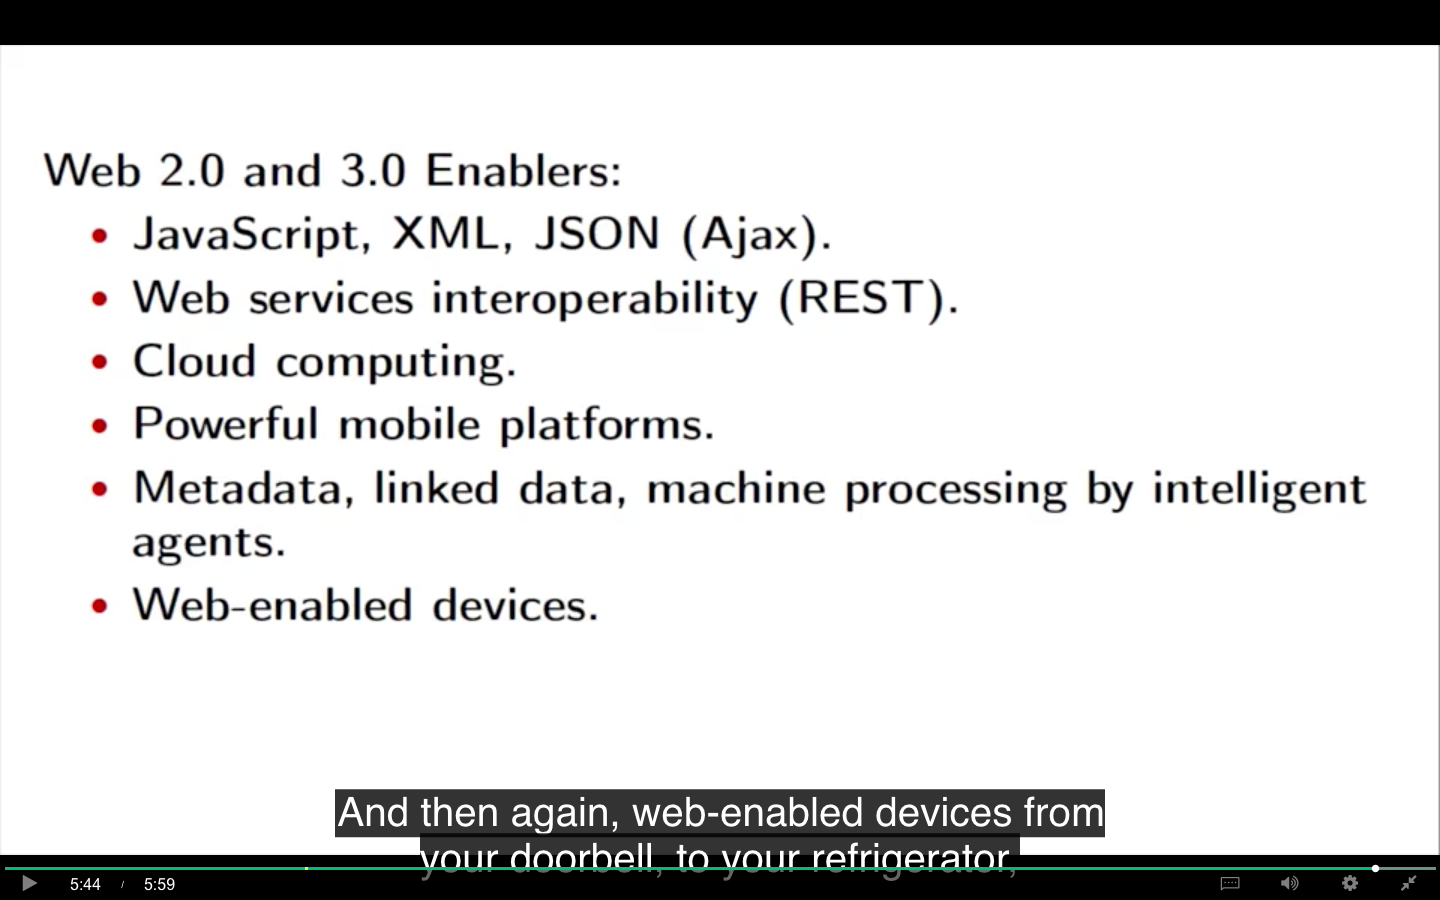 Web 2.0 and 3.0 Enablers:
• JavaScript, XML, JSON (Ajax).
• Web services interoperability (REST).
• Cloud computing.
• Powerful mobile platforms.
• Metadata, linked data, machine processing by intelligent
agents.
• Web-enabled devices.
And then again, web-enabled devices from
your doorbell, to your refrigerator,
5:44 / 5:59